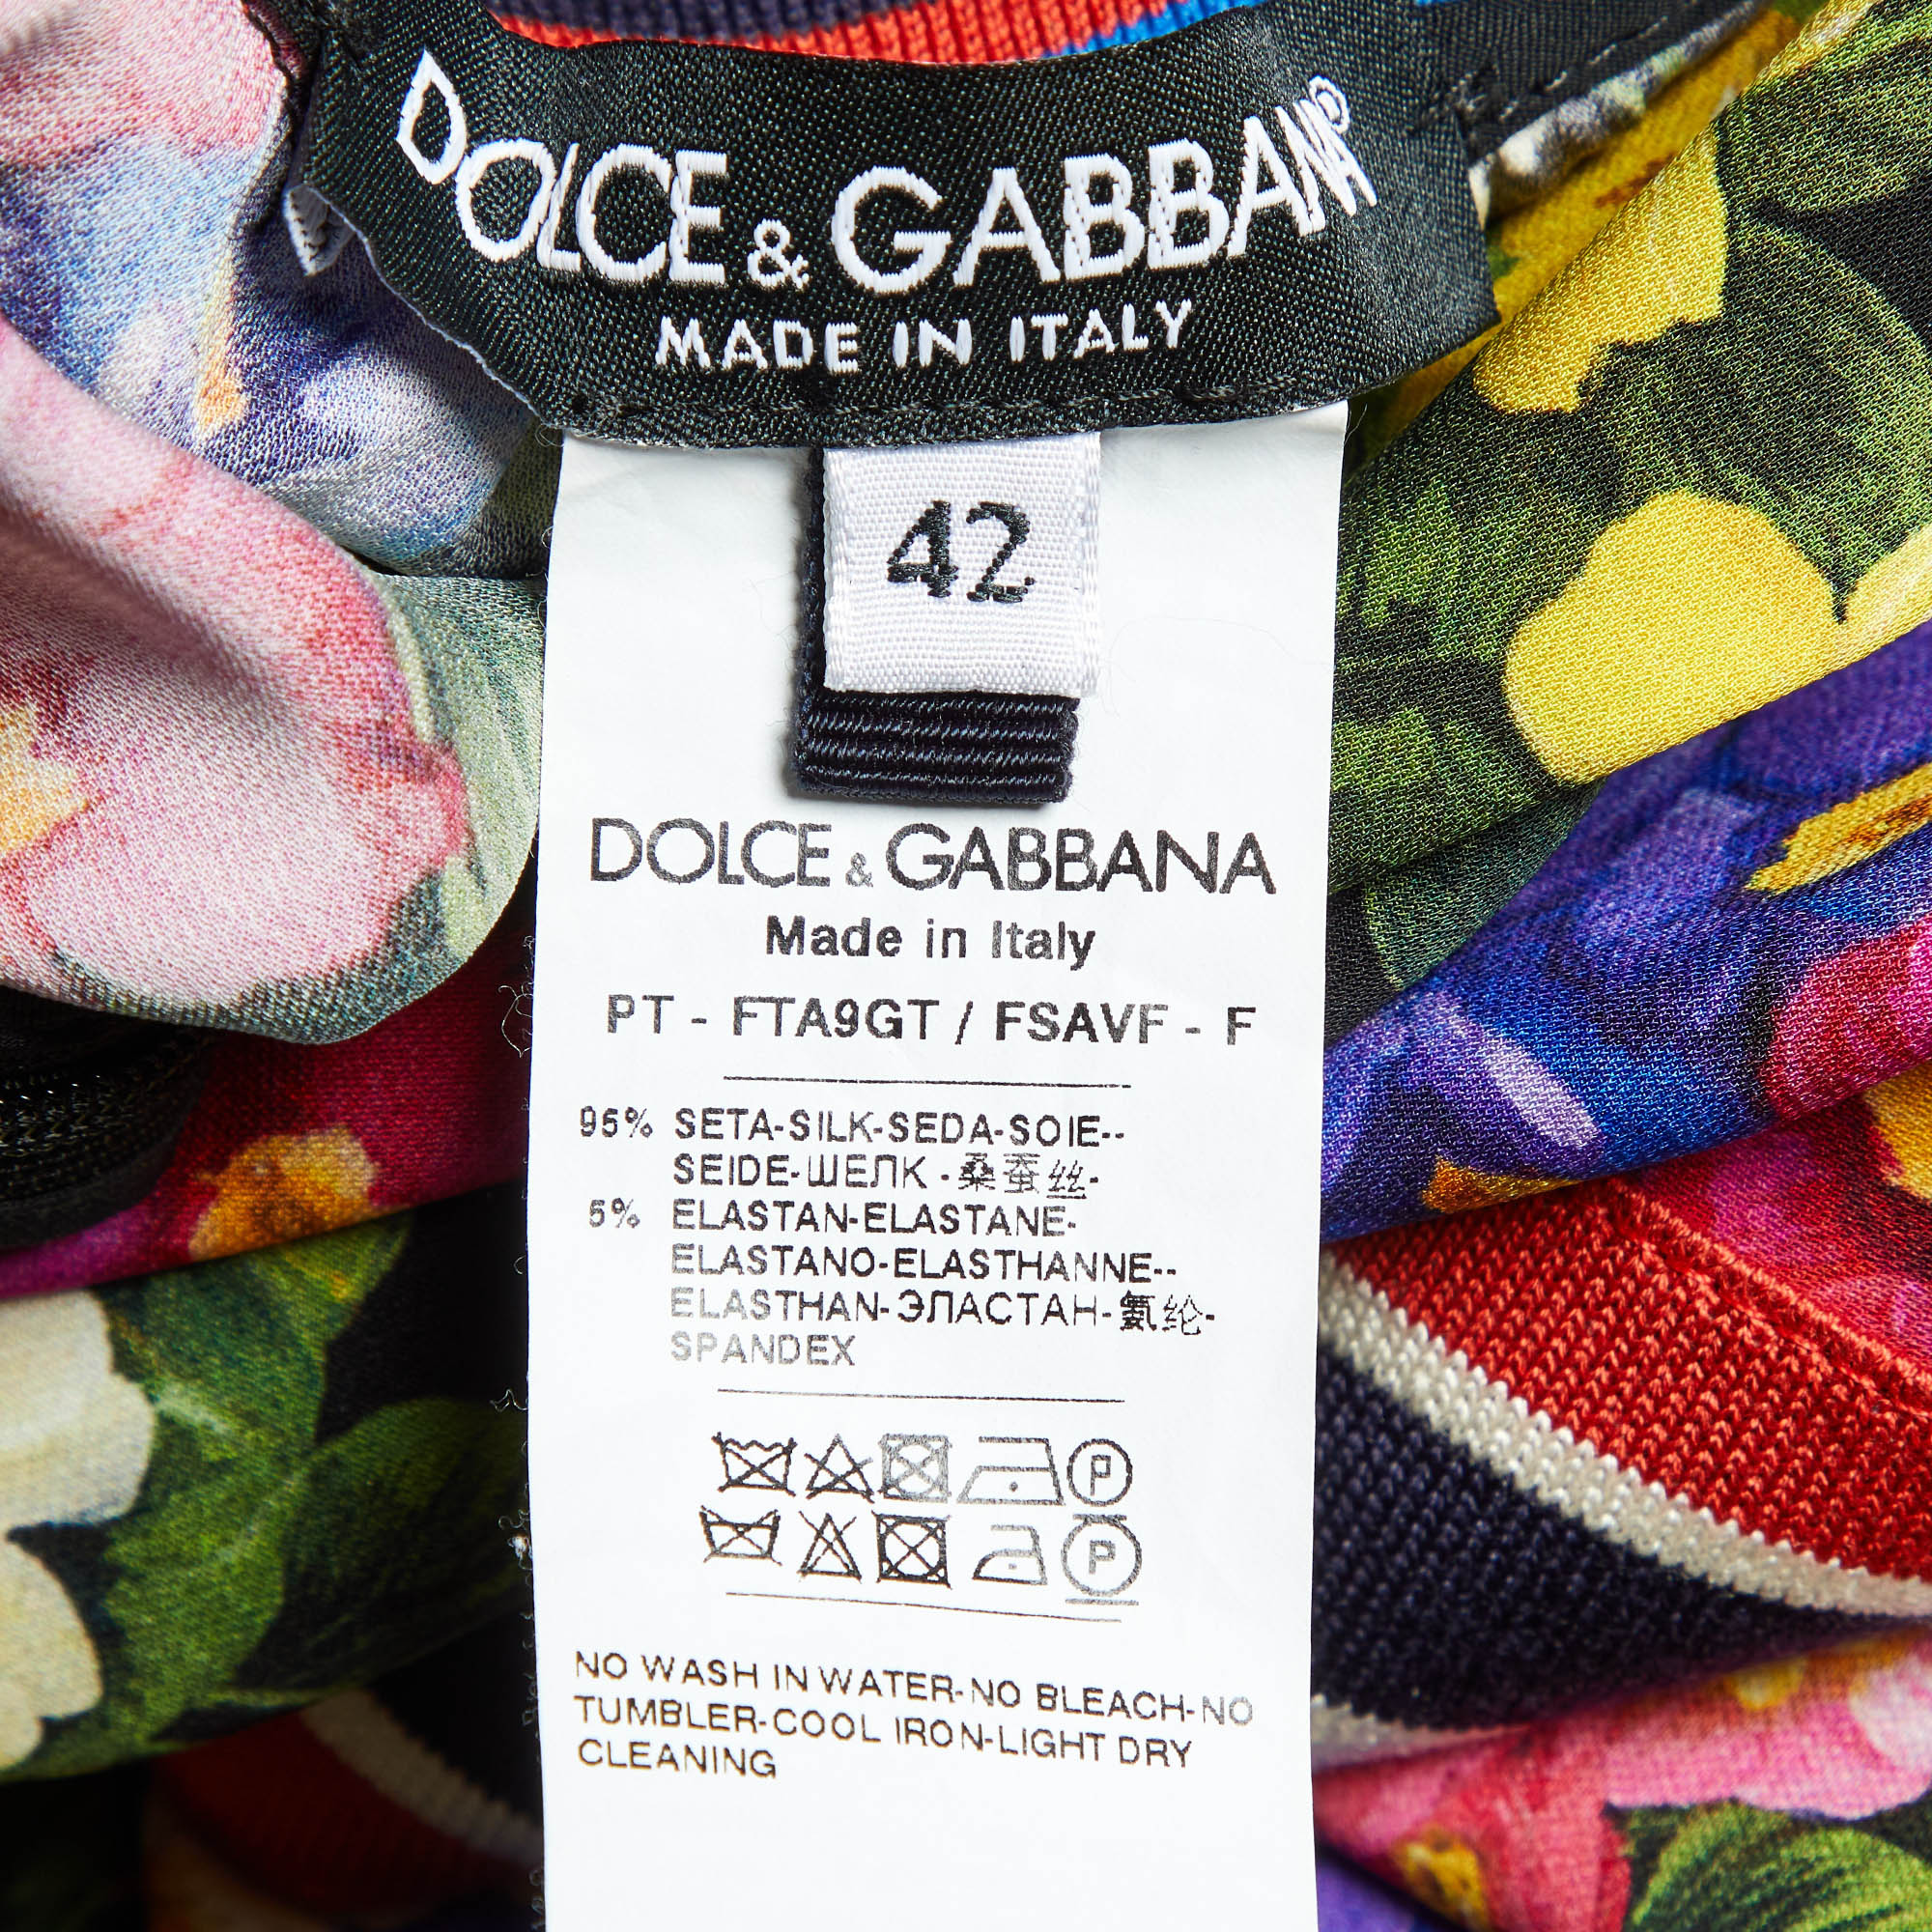 DOLCE & GABBANA®
MADE IN ITALY
42
DOLCE & GABBANA
Made in Italy
PT - FTA9GT / FSAVF - F
95% SETA-SILK-SEDA-SOIE--
SEIDE-ШЕЛК-桑蚕丝-
5% ELASTAN-ELASTANE-
ELASTANO-ELASTHANNE--
ELASTHAN-ЭЛАСТАН-氨纶-
SPANDEX
P
P
NO WASH IN WATER-NO BLEACH-NO
TUMBLER-COOL IRON-LIGHT DRY
CLEANING